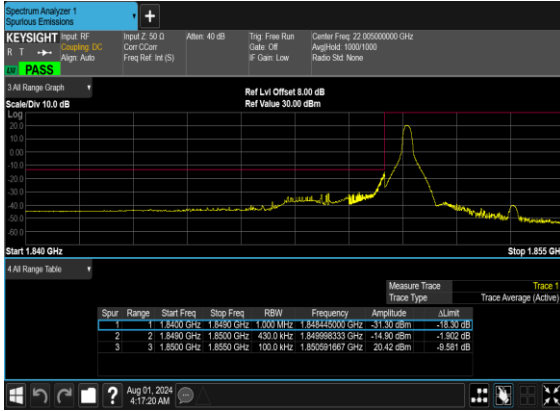 Spectrum Analyzer 1
Spurious Emissions
+
KEYSIGHT Input: RF Input Z: 50 Ω Atten: 40 dB Trig: Free Run Center Freq: 22.005000000 GHz
R T Coupling: DC Corr CCorr Gate: Off Avg|Hold: 1000/1000
Align: Auto Freq Ref: Int (S) IF Gain: Low Radio Std: None
PASS
3 All Range Graph Ref Lvl Offset 8.00 dB
Scale/Div 10.0 dB Ref Value 30.00 dBm
Log
20.0
10.0
0.00
-10.0
-20.0
-30.0
-40.0
-50.0
-60.0
Start 1.840 GHz Stop 1.855 GH
4 All Range Table
Measure Trace Trace 1
Trace Type Trace Average (Active)
Spur Range Start Freq Stop Freq RBW Frequency Amplitude ΔLimit
1 1 1.8400 GHz 1.8490 GHz 1.000 MHz 1.848445000 GHz -31.30 dBm -18.30 dB
2 2 1.8490 GHz 1.8500 GHz 430.0 kHz 1.849998333 GHz -14.90 dBm -1.902 dB
3 3 1.8500 GHz 1.8550 GHz 100.0 kHz 1.850591667 GHz 20.42 dBm -9.581 dB
?
Aug 01, 2024
4:17:20 AM